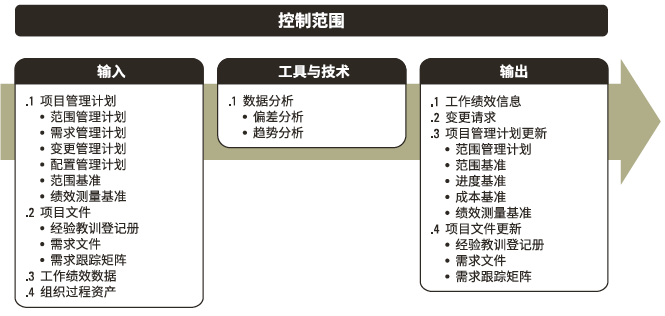 控制范围
输入
.1 项目管理计划
• 范围管理计划
• 需求管理计划
• 变更管理计划
• 配置管理计划
• 范围基准
• 绩效测量基准
.2 项目文件
• 经验教训登记册
• 需求文件
• 需求跟踪矩阵
.3 工作绩效数据
.4 组织过程资产
工具与技术
.1 数据分析
• 偏差分析
• 趋势分析
输出
.1 工作绩效信息
.2 变更请求
.3 项目管理计划更新
• 范围管理计划
• 范围基准
• 进度基准
• 成本基准
• 绩效测量基准
.4 项目文件更新
• 经验教训登记册
• 需求文件
• 需求跟踪矩阵